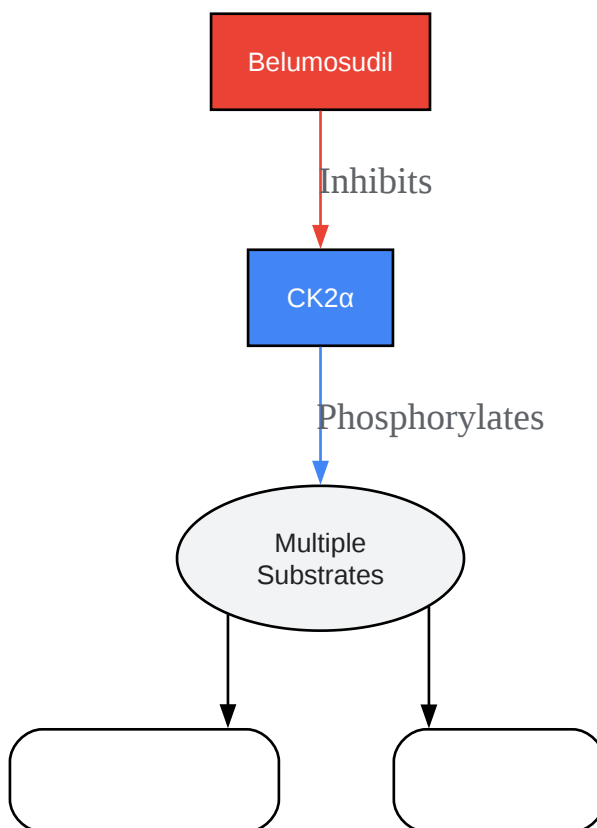 Belumosudil
Inhibits
CK2α
Phosphorylates
Multiple
Substrates